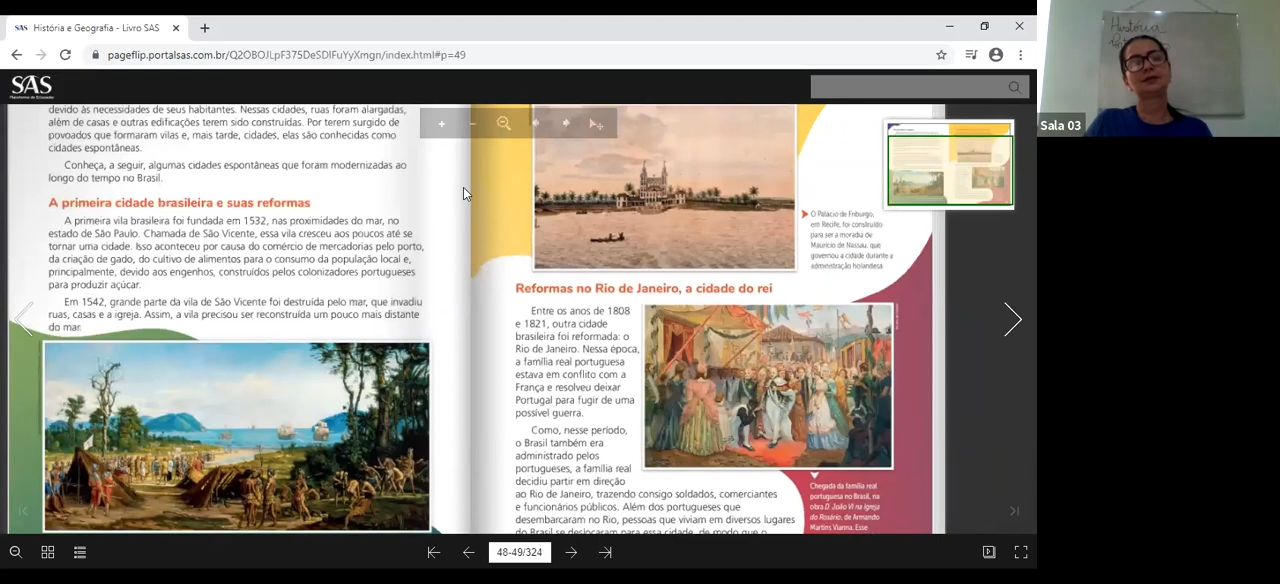 SAS História e Geografia - Livro SAS
pageflip.portalsas.com.br/Q2OBOJLpF375DeSDIFuYyXmgn/index.html#p=49
SAS
Plataforma de Educação
devido às necessidades de seus habitantes. Nessas cidades, ruas foram alargadas,
além de casas e outras edificações terem sido construídas. Por terem surgido de
povoados que formaram vilas e, mais tarde, cidades, elas são conhecidas como
cidades espontâneas.
Conheça, a seguir, algumas cidades espontâneas que foram modernizadas ao
longo do tempo no Brasil.
A primeira cidade brasileira e suas reformas
A primeira vila brasileira foi fundada em 1532, nas proximidades do mar, no
estado de São Paulo. Chamada de São Vicente, essa vila cresceu aos poucos até se
tornar uma cidade. Isso aconteceu por causa do comércio de mercadorias pelo porto,
da criação de gado, do cultivo de alimentos para o consumo da população local e,
principalmente, devido aos engenhos, construídos pelos colonizadores portugueses
para produzir açúcar.
Em 1542, grande parte da vila de São Vicente foi destruída pelo mar, que invadiu
ruas, casas e a igreja. Assim, a vila precisou ser reconstruída um pouco mais distante
do mar.
O Palácio de Friburgo,
em Recife, foi construído
para ser a moradia de
Maurício de Nassau, que
governou a cidade durante a
administração holandesa.
Reformas no Rio de Janeiro, a cidade do rei
Entre os anos de 1808
e 1821, outra cidade
brasileira foi reformada: o
Rio de Janeiro. Nessa época,
a família real portuguesa
estava em conflito com a
França e resolveu deixar
Portugal para fugir de uma
possível guerra.
Como, nesse período,
o Brasil também era
administrado pelos
portugueses, a família real
decidiu partir em direção
ao Rio de Janeiro, trazendo consigo soldados, comerciantes
e funcionários públicos. Além dos portugueses que
desembarcaram no Rio, pessoas que viviam em diversos lugares
do Brasil se deslocaram para essa cidade, de modo que o
Chegada da família real
portuguesa no Brasil, na
obra D. João VI na Igreja
do Rosário, de Armando
Martins Vianna. Esse
48-49/324
História
Sala 03